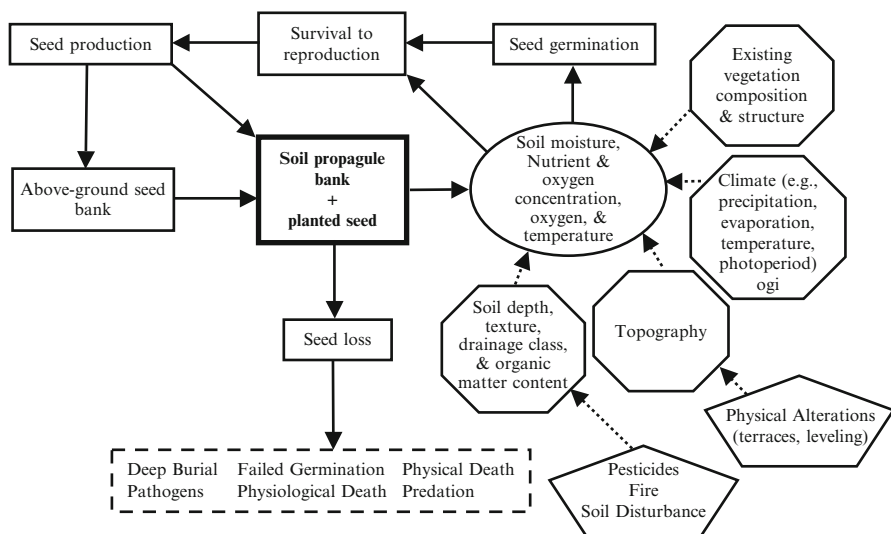 Seed production
Survival to
reproduction
Seed germination
Existing
vegetation
composition
& structure
Above-ground seed
bank
Soil propagule
bank
+
planted seed
Soil moisture,
Nutrient &
oxygen
concentration,
oxygen, &
temperature
Climate (e.g.,
precipitation,
evaporation,
temperature,
photoperiod)
ogi
Seed loss
Soil depth,
texture,
drainage class,
& organic
matter content
Topography
Physical Alterations
(terraces, leveling)
Deep Burial Failed Germination Physical Death
Pathogens Physiological Death Predation
Pesticides
Fire
Soil Disturbance